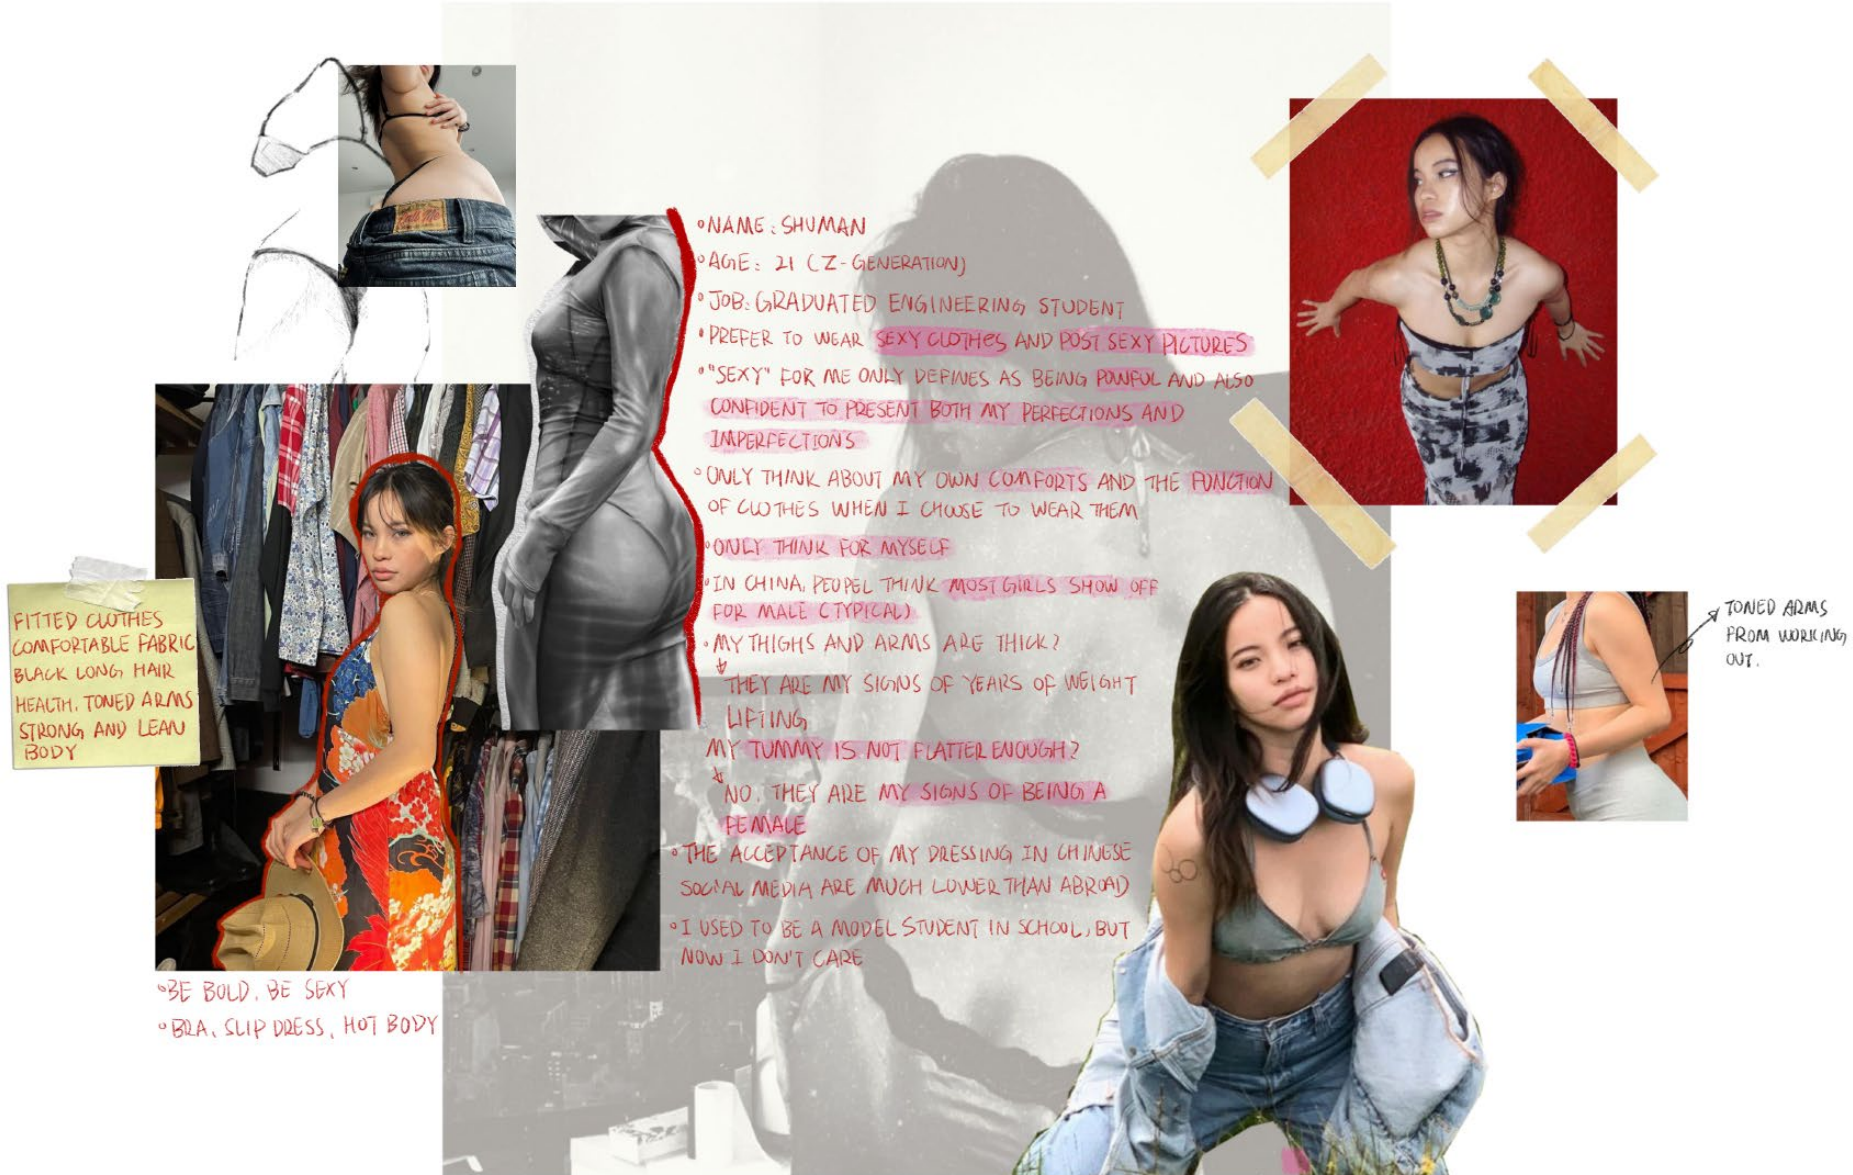 NAME: SHUMAN
AGE: 21 (Z-GENERATION)
JOB: GRADUATED ENGINEERING STUDENT
PREFER TO WEAR SEXY CLOTHES AND POST SEXY PICTURES
"SEXY" FOR ME ONLY DEFINES AS BEING POWFUL AND ALSO
CONFIDENT TO PRESENT BOTH MY PERFECTIONS AND
IMPERFECTIONS
ONLY THINK ABOUT MY OWN COMFORTS AND THE FUNCTION
OF CLOTHES WHEN I CHOOSE TO WEAR THEM
ONLY THINK FOR MYSELF
IN CHINA, PEOPEL THINK MOST GIRLS SHOW OFF
FOR MALE (TYPICAL)
MY THIGHS AND ARMS ARE THICK?
THEY ARE MY SIGNS OF YEARS OF WEIGHT
LIFTING
MY TUMMY IS NOT FLATTER ENOUGH?
NO, THEY ARE MY SIGNS OF BEING A
FEMALE
THE ACCEPTANCE OF MY DRESSING IN CHINESE
SOCIAL MEDIA ARE MUCH LOWER THAN ABROAD
I USED TO BE A MODEL STUDENT IN SCHOOL, BUT
NOW I DON'T CARE
FITTED CLOTHES
COMFORTABLE FABRIC
BLACK LONG HAIR
HEALTH, TONED ARMS
STRONG AND LEAN
BODY
BE BOLD, BE SEXY
BRA, SLIP DRESS, HOT BODY
TONED ARMS
FROM WORKING
OUT.